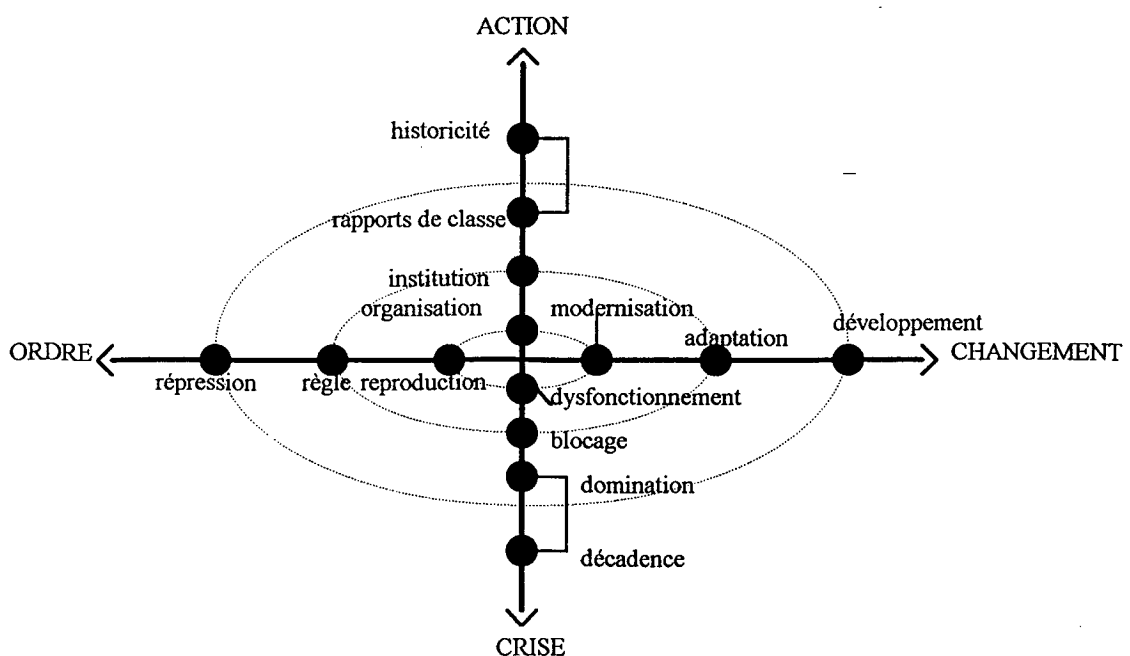 ACTION
historicité
rapports de classe
institution
organisation
modernisation
adaptation
développement
ORDRE
CHANGEMENT
répression
règle
reproduction
dysfonctionnement
blocage
domination
décadence
CRISE